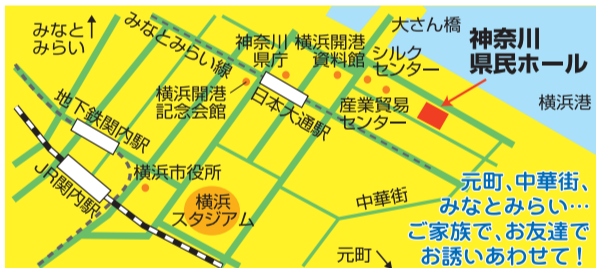 みなと
みらい
みなとみらい線
神奈川
県庁
横浜開港
資料館
大さん橋
シルク
センター
神奈川
県民ホール
横浜港
横浜開港
記念会館
日本大通駅
産業貿易
センター
地下鉄関内駅
JR関内駅
横浜市役所
横浜
スタジアム
中華街
元町
元町、中華街、
みなとみらい…
ご家族で、お友達で
お誘いあわせて!